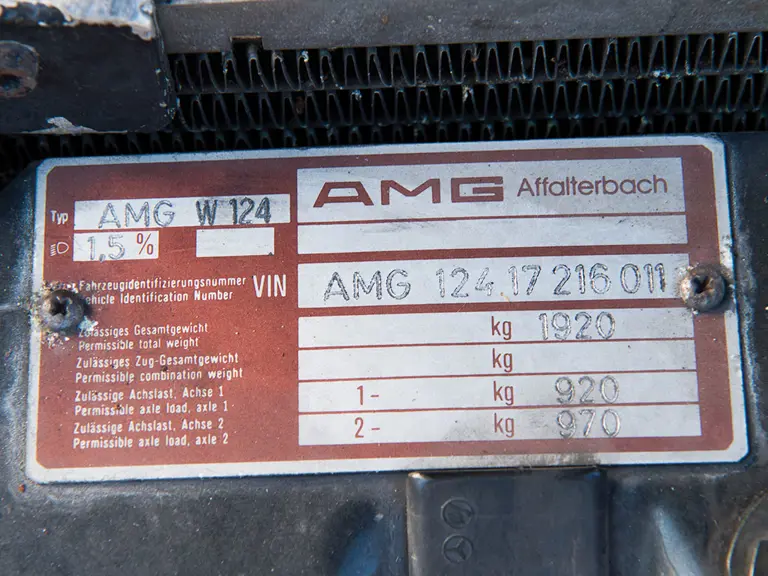 AMG Affalterbach
Typ AMG W 124
1,5 %
Fahrzeugidentifizierungsnummer
Vehicle Identification Number VIN AMG 124 17 216 011
Zulässiges Gesamtgewicht
Permissible total weight kg 1920
Zulässiges Zug-Gesamtgewicht
Permissible combination weight kg
Zulässige Achslast, Achse 1
Permissible axle load, axle 1 1- kg 920
Zulässige Achslast, Achse 2
Permissible axle load, axle 2 2- kg 970